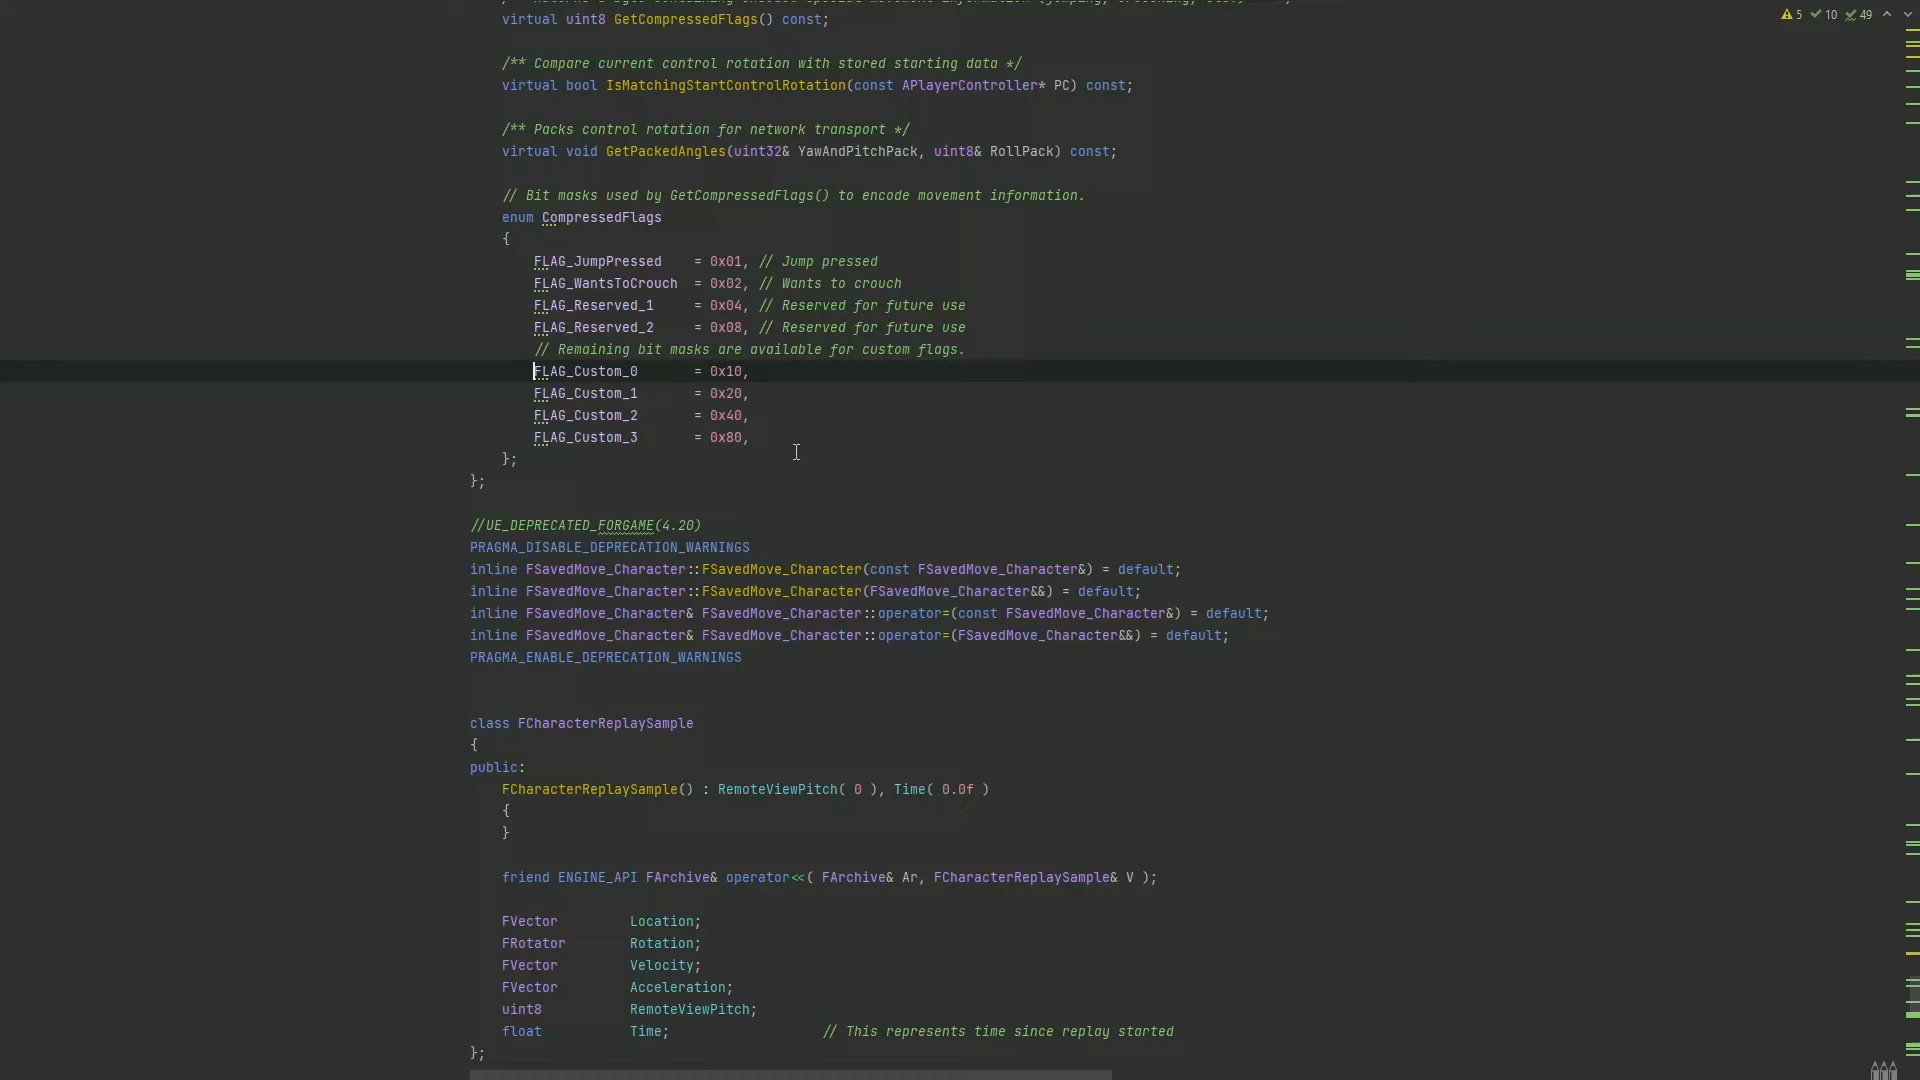 virtual uint8 GetCompressedFlags() const;
5 10 49
/** Compare current control rotation with stored starting data */
virtual bool IsMatchingStartControlRotation(const APlayerController* PC) const;
/** Packs control rotation for network transport */
virtual void GetPackedAngles(uint32& YawAndPitchPack, uint8& RollPack) const;
// Bit masks used by GetCompressedFlags() to encode movement information.
enum CompressedFlags
{
FLAG_JumpPressed = 0x01, // Jump pressed
FLAG_WantsToCrouch = 0x02, // Wants to crouch
FLAG_Reserved_1 = 0x04, // Reserved for future use
FLAG_Reserved_2 = 0x08, // Reserved for future use
// Remaining bit masks are available for custom flags.
FLAG_Custom_0 = 0x10,
FLAG_Custom_1 = 0x20,
FLAG_Custom_2 = 0x40,
FLAG_Custom_3 = 0x80,
};
};
//UE_DEPRECATED_FORGAME(4.20)
PRAGMA_DISABLE_DEPRECATION_WARNINGS
inline FSavedMove_Character::FSavedMove_Character(const FSavedMove_Character&) = default;
inline FSavedMove_Character::FSavedMove_Character(FSavedMove_Character&&) = default;
inline FSavedMove_Character& FSavedMove_Character::operator=(const FSavedMove_Character&) = default;
inline FSavedMove_Character& FSavedMove_Character::operator=(FSavedMove_Character&&) = default;
PRAGMA_ENABLE_DEPRECATION_WARNINGS
class FCharacterReplaySample
{
public:
FCharacterReplaySample() : RemoteViewPitch( 0 ), Time( 0.0f )
{
}
friend ENGINE_API FArchive& operator<<( FArchive& Ar, FCharacterReplaySample& V );
FVector Location;
FRotator Rotation;
FVector Velocity;
FVector Acceleration;
uint8 RemoteViewPitch;
float Time; // This represents time since replay started
};